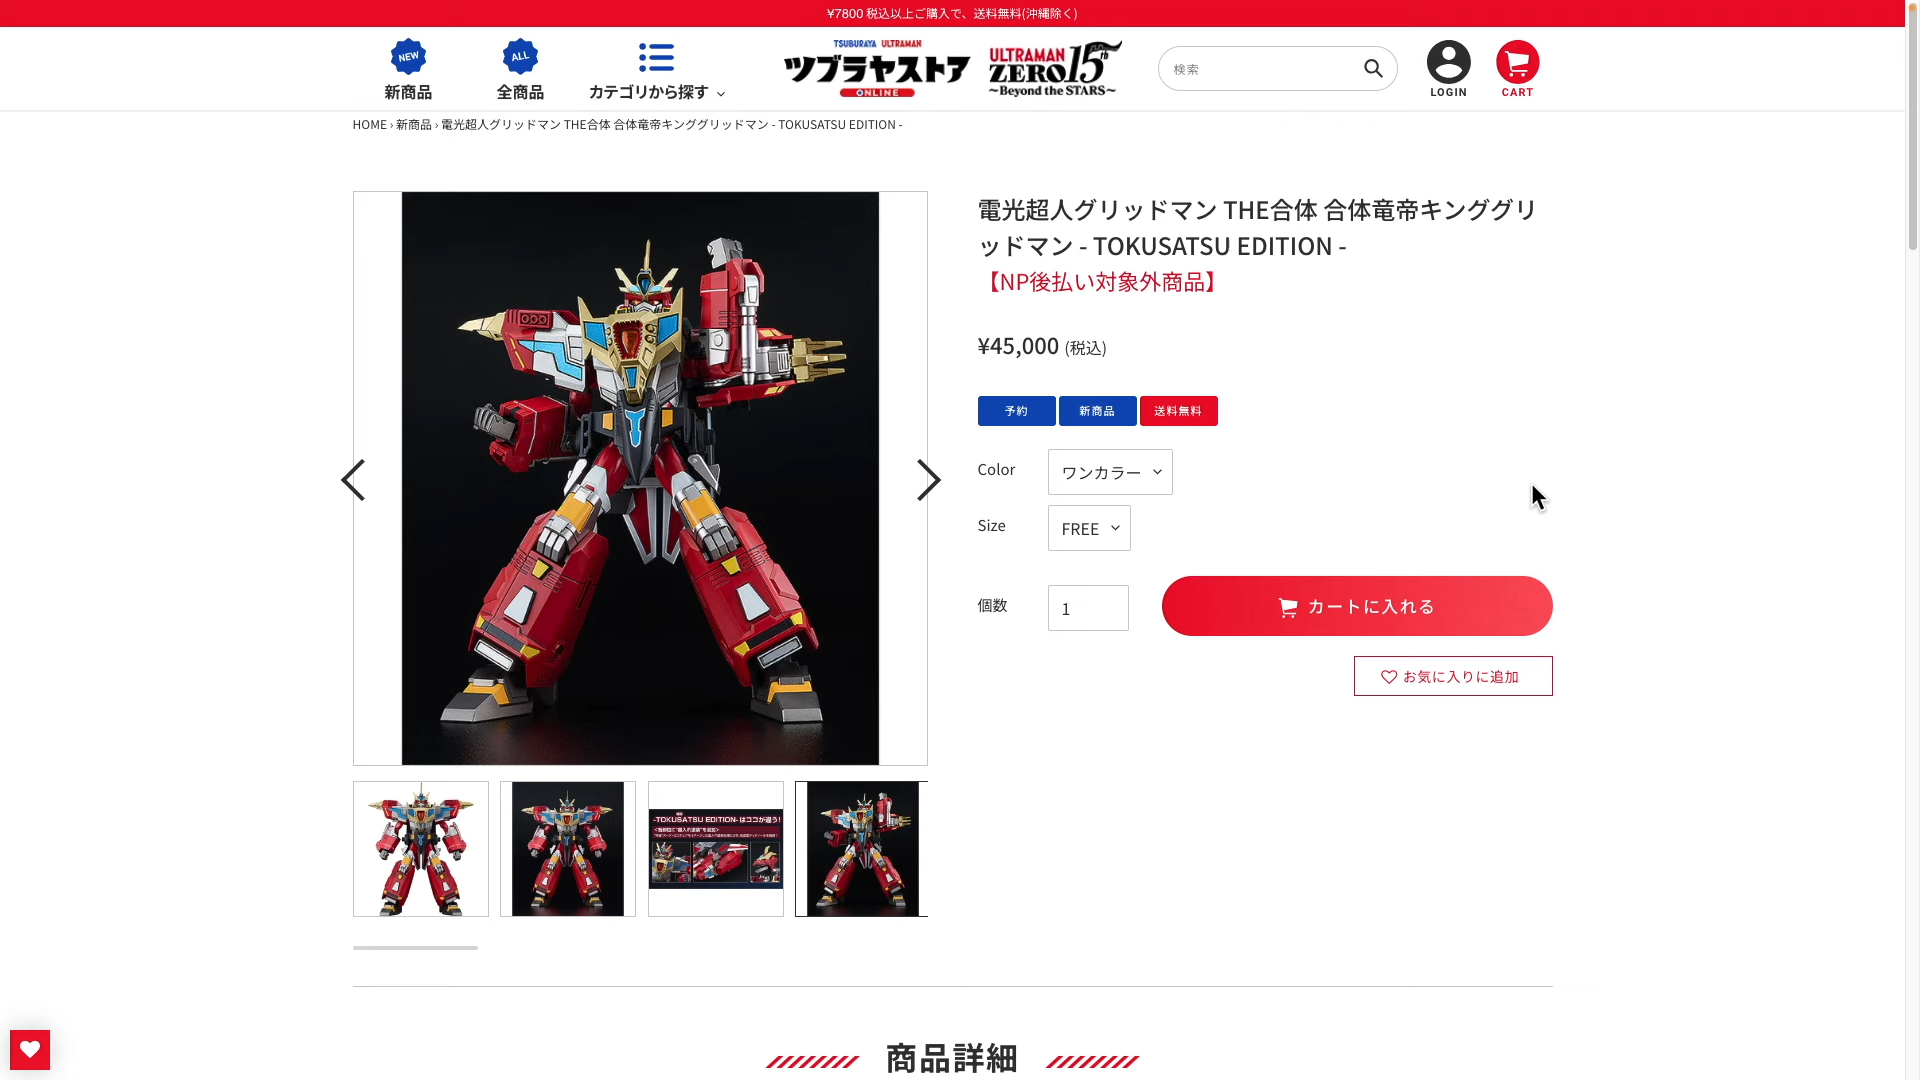 ¥7800 税込以上ご購入で、送料無料(沖縄除く)
NEW
新商品
ALL
全商品
カテゴリから探す
TSUBURAYA ULTRAMAN
ツブラヤストア
ONLINE
ULTRAMAN
ZERO 15th
~Beyond the STARS~
検索
LOGIN
CART
HOME › 新商品 › 電光超人グリッドマン THE合体 合体竜帝キンググリッドマン - TOKUSATSU EDITION -
電光超人グリッドマン THE合体 合体竜帝キンググリ
ッドマン - TOKUSATSU EDITION -
【NP後払い対象外商品】
¥45,000 (税込)
予約
新商品
送料無料
Color
ワンカラー
Size
FREE
個数
1
カートに入れる
お気に入りに追加
-TOKUSATSU EDITION- はココが違う!
商品詳細